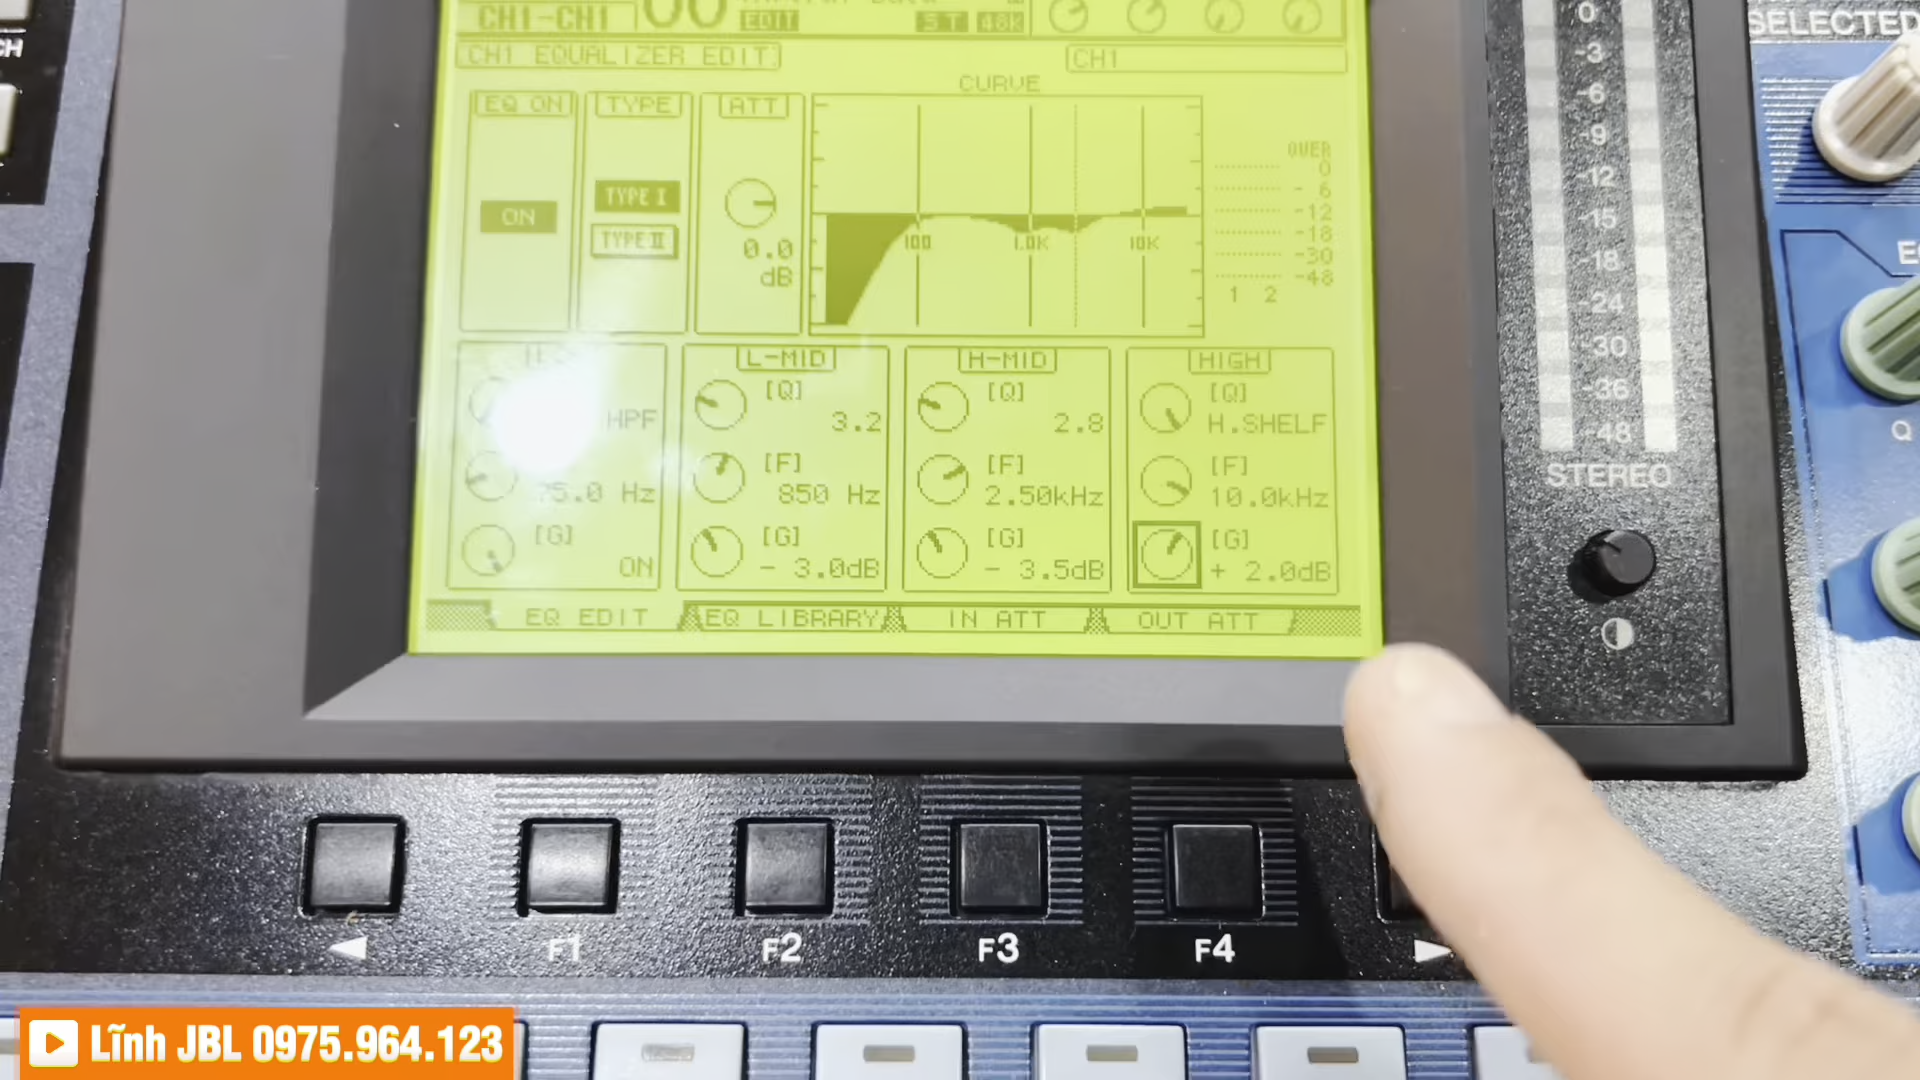 CH1-CH1
EDIT
ST 48k
CH1 EQUALIZER EDIT
CH1
CURVE
EQ ON
TYPE
ATT
ON
TYPE I
TYPE II
0.0
dB
100
1.0K
10K
OVER
0
- 6
-12
-18
-30
-48
1 2
HPF
75.0 Hz
[G]
ON
L-MID
[Q]
3.2
[F]
850 Hz
[G]
- 3.0dB
H-MID
[Q]
2.8
[F]
2.50kHz
[G]
- 3.5dB
HIGH
[Q]
H.SHELF
[F]
10.0kHz
[G]
+ 2.0dB
EQ EDIT
EQ LIBRARY
IN ATT
OUT ATT
0
-3
-6
-9
-12
-15
-18
-24
-30
-36
-48
STEREO
SELECTED
Q
F1
F2
F3
F4
Lĩnh JBL 0975.964.123